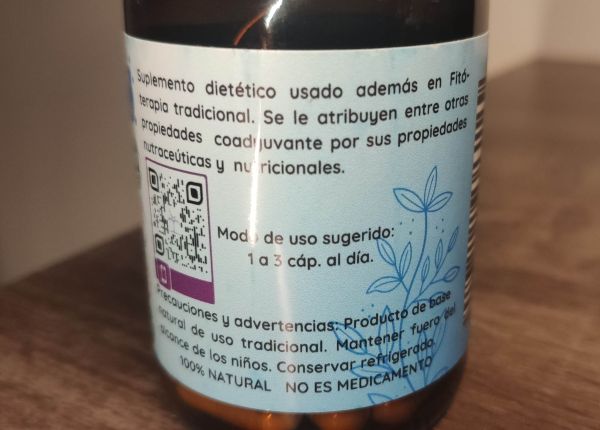 Suplemento dietético usado además en Fitó-
terapia tradicional. Se le atribuyen entre otras
propiedades coadyuvante por sus propiedades
nutraceúticas y nutricionales.
Modo de uso sugerido:
1 a 3 cáp. al día.
Precauciones y advertencias: Producto de base
natural de uso tradicional. Mantener fuera del
alcance de los niños. Conservar refrigerado.
100% NATURAL NO ES MEDICAMENTO